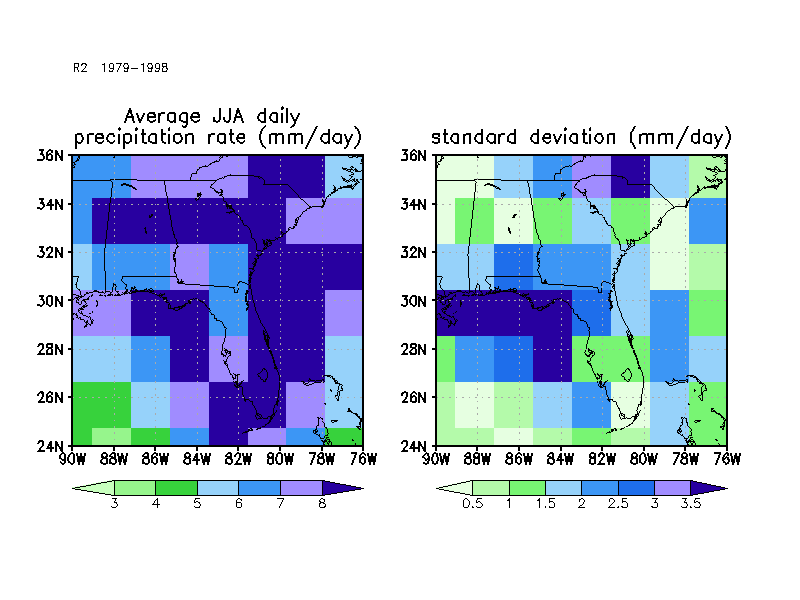 R2 1979-1998
Average JJA daily
precipitation rate (mm/day)
standard deviation (mm/day)
36N
34N
32N
30N
28N
26N
24N
90W 88W 86W 84W 82W 80W 78W 76W
3 4 5 6 7 8
36N
34N
32N
30N
28N
26N
24N
90W 88W 86W 84W 82W 80W 78W 76W
0.5 1 1.5 2 2.5 3 3.5